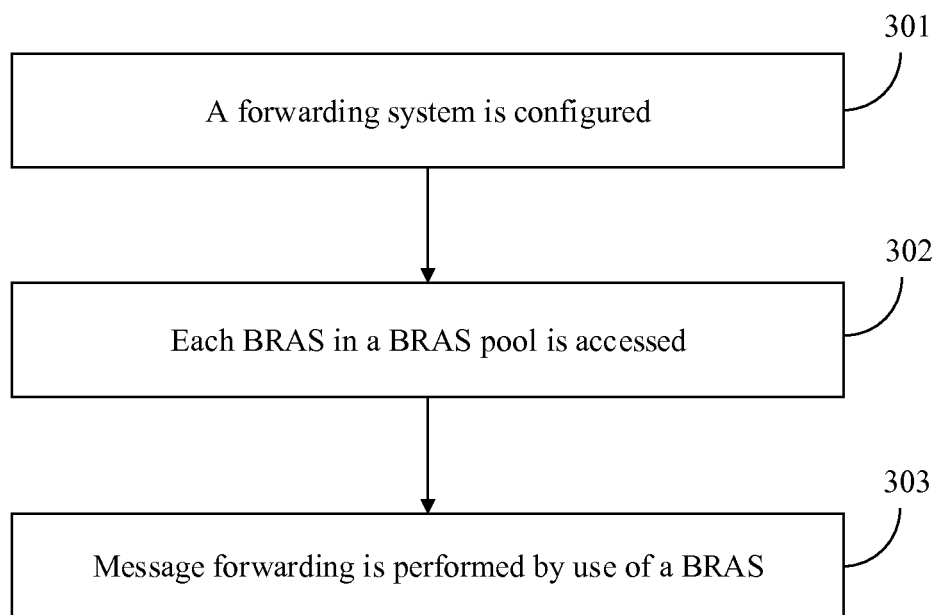 301
A forwarding system is configured
302
Each BRAS in a BRAS pool is accessed
303
Message forwarding is performed by use of a BRAS